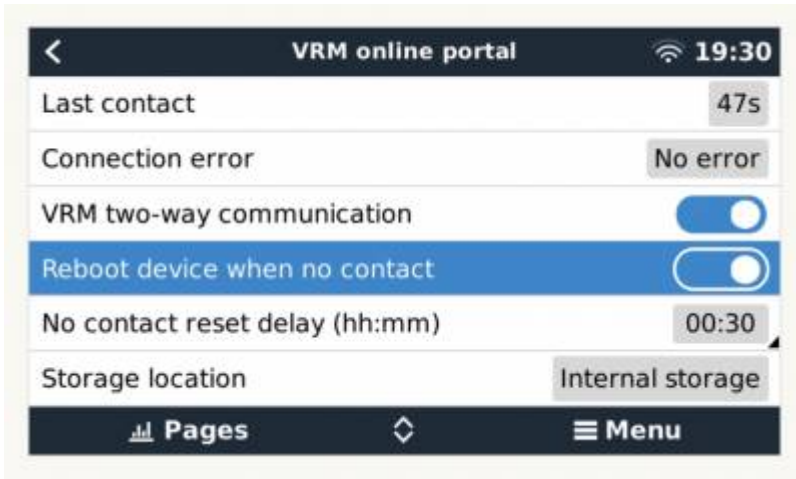 VRM online portal 19:30
Last contact 47s
Connection error No error
VRM two-way communication
Reboot device when no contact
No contact reset delay (hh:mm) 00:30
Storage location Internal storage
Pages Menu